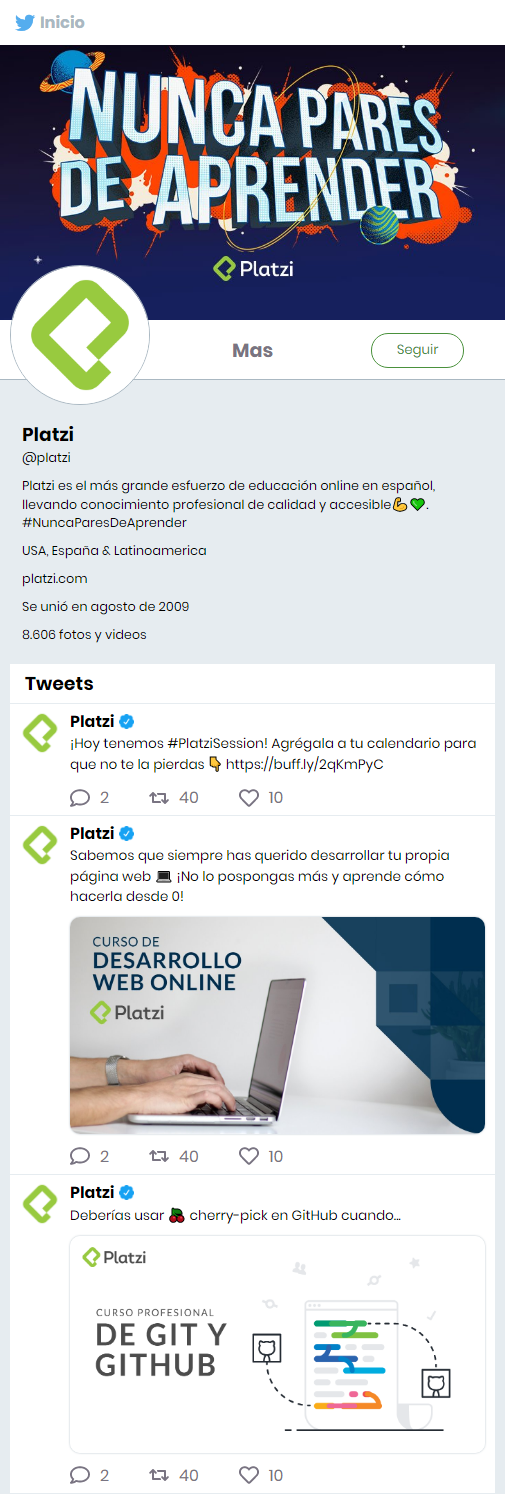 Inicio
NUNCA PARES
DE APRENDER
Platzi
Mas
Seguir
Platzi
@platzi
Platzi es el más grande esfuerzo de educación online en español,
llevando conocimiento profesional de calidad y accesible💪💚.
#NuncaParesDeAprender
USA, España & Latinoamerica
platzi.com
Se unió en agosto de 2009
8.606 fotos y videos
Tweets
Platzi
¡Hoy tenemos #PlatziSession! Agrégala a tu calendario para
que no te la pierdas 👇 https://buff.ly/2qKmPyC
2 40 10
Platzi
Sabemos que siempre has querido desarrollar tu propia
página web 💻 ¡No lo pospongas más y aprende cómo
hacerla desde 0!
CURSO DE
DESARROLLO
WEB ONLINE
Platzi
2 40 10
Platzi
Deberías usar 🍒 cherry-pick en GitHub cuando...
Platzi
CURSO PROFESIONAL
DE GIT Y
GITHUB
2 40 10